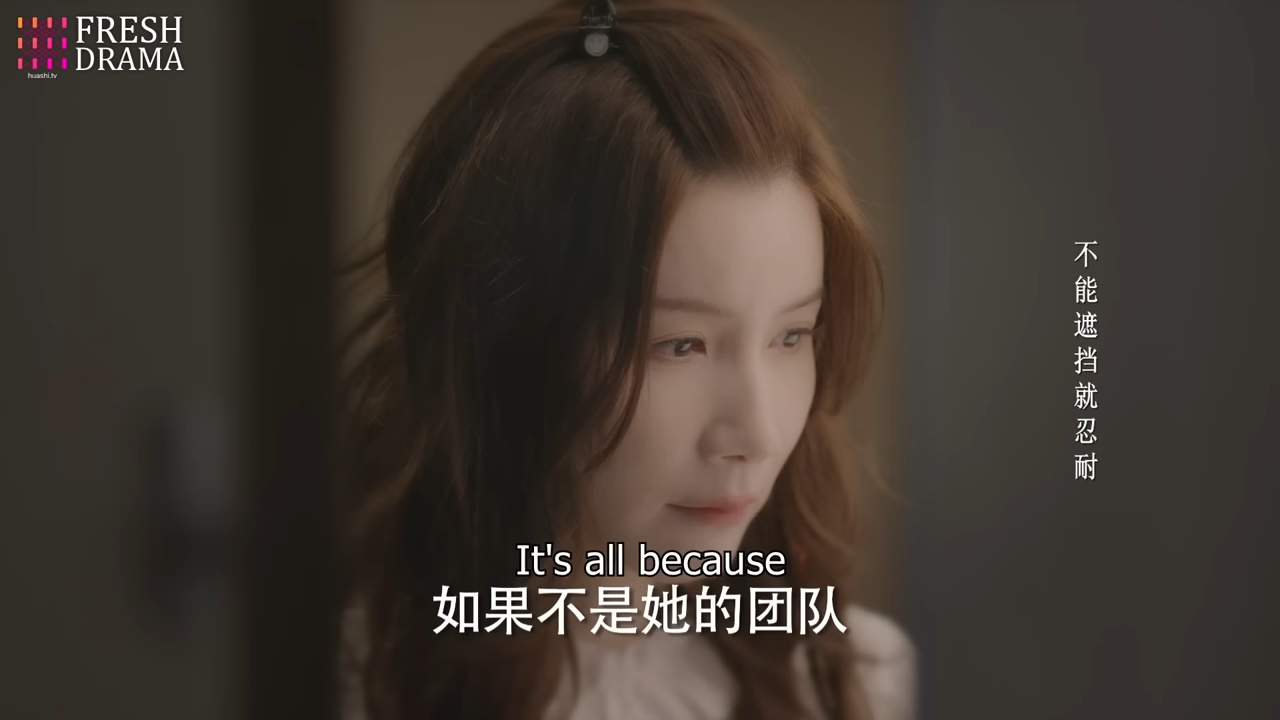 FRESH
DRAMA
huashi.tv
不能遮挡就忍耐
It's all because
如果不是她的团队